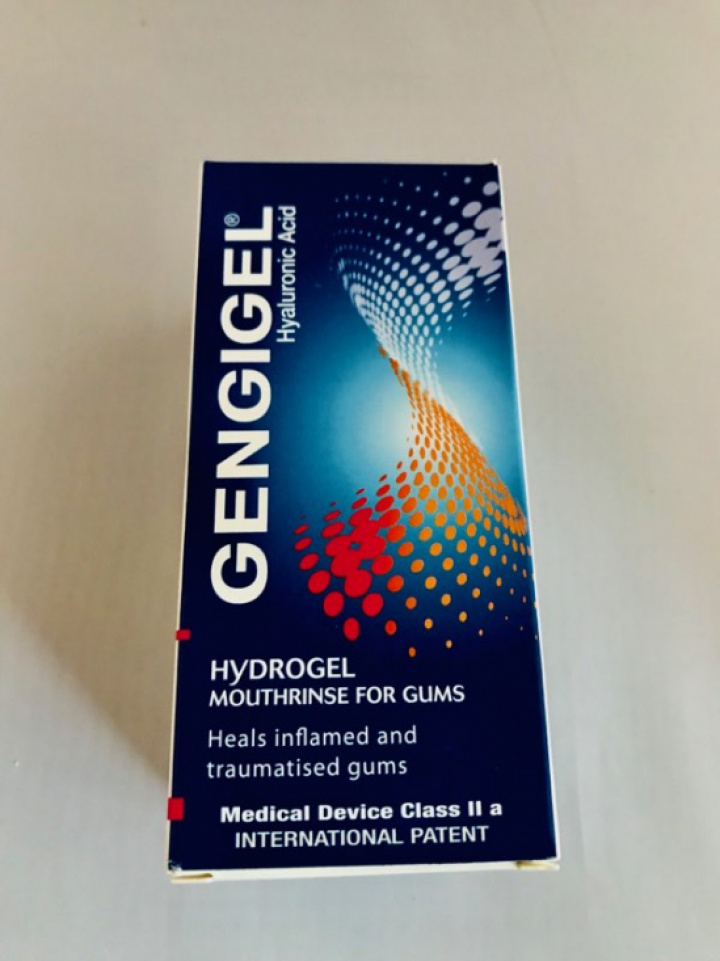 GENGIGEL®
Hyaluronic Acid
HyDROGEL
MOUTHRINSE FOR GUMS
Heals inflamed and
traumatised gums
Medical Device Class II a
INTERNATIONAL PATENT